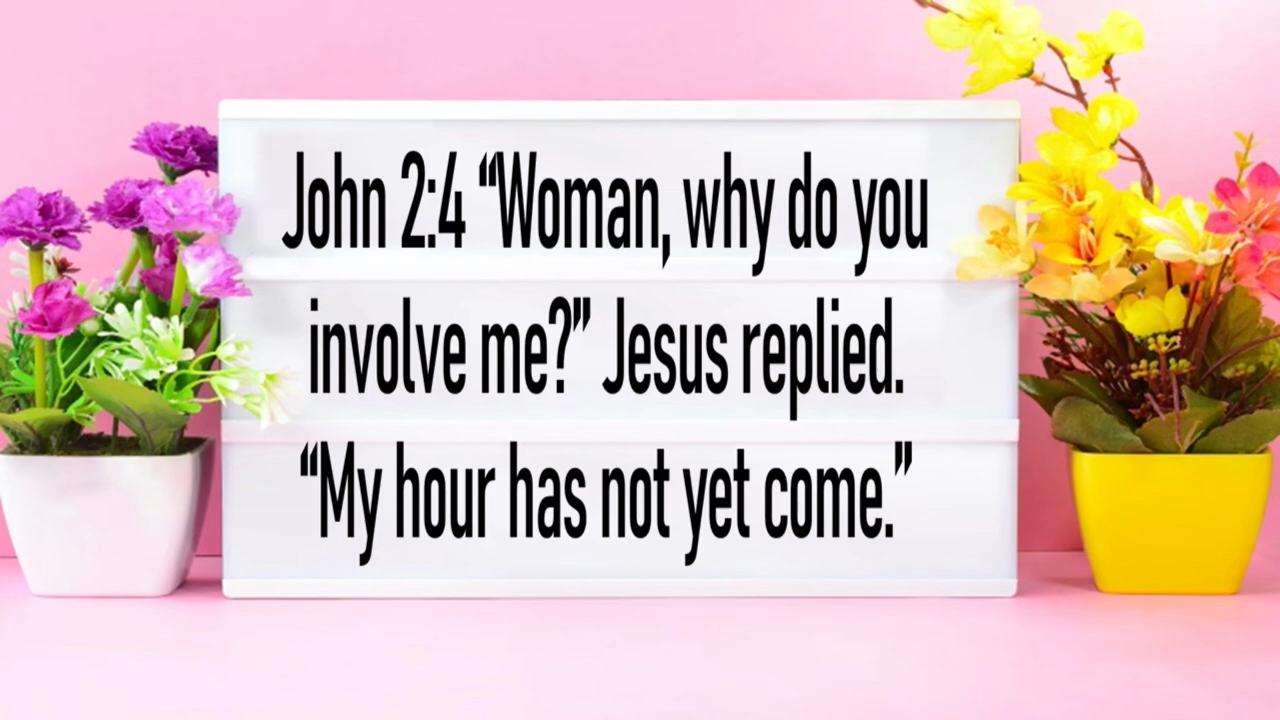 John 2:4 “Woman, why do you
involve me?” Jesus replied.
“My hour has not yet come.”